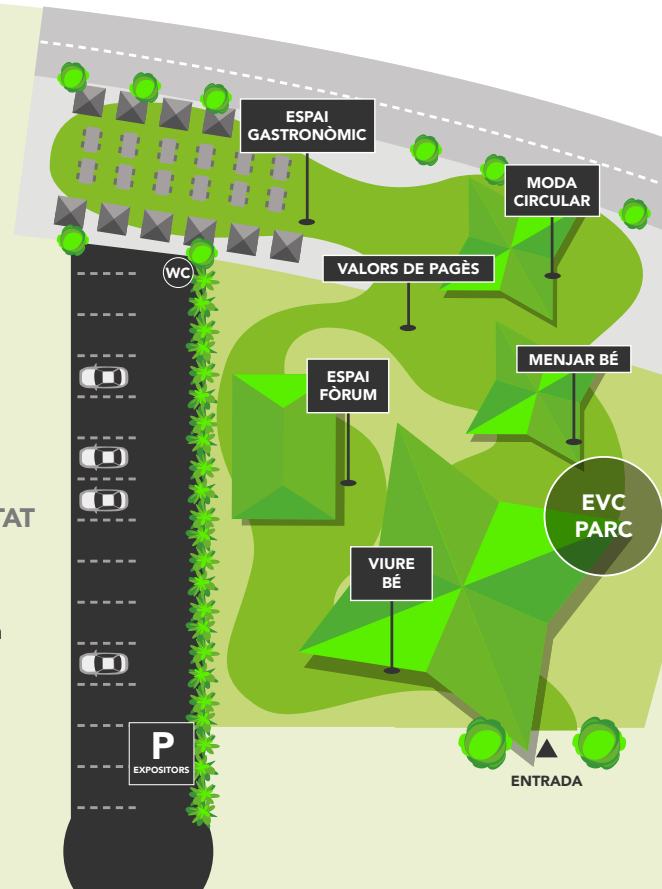 ESPAI
GASTRONÒMIC
MODA
CIRCULAR
WC
VALORS DE PAGÈS
MENJAR BÉ
ESPAI
FÒRUM
EVC
PARC
TAT
VIURE
BÉ
P
EXPOSITORS
ENTRADA